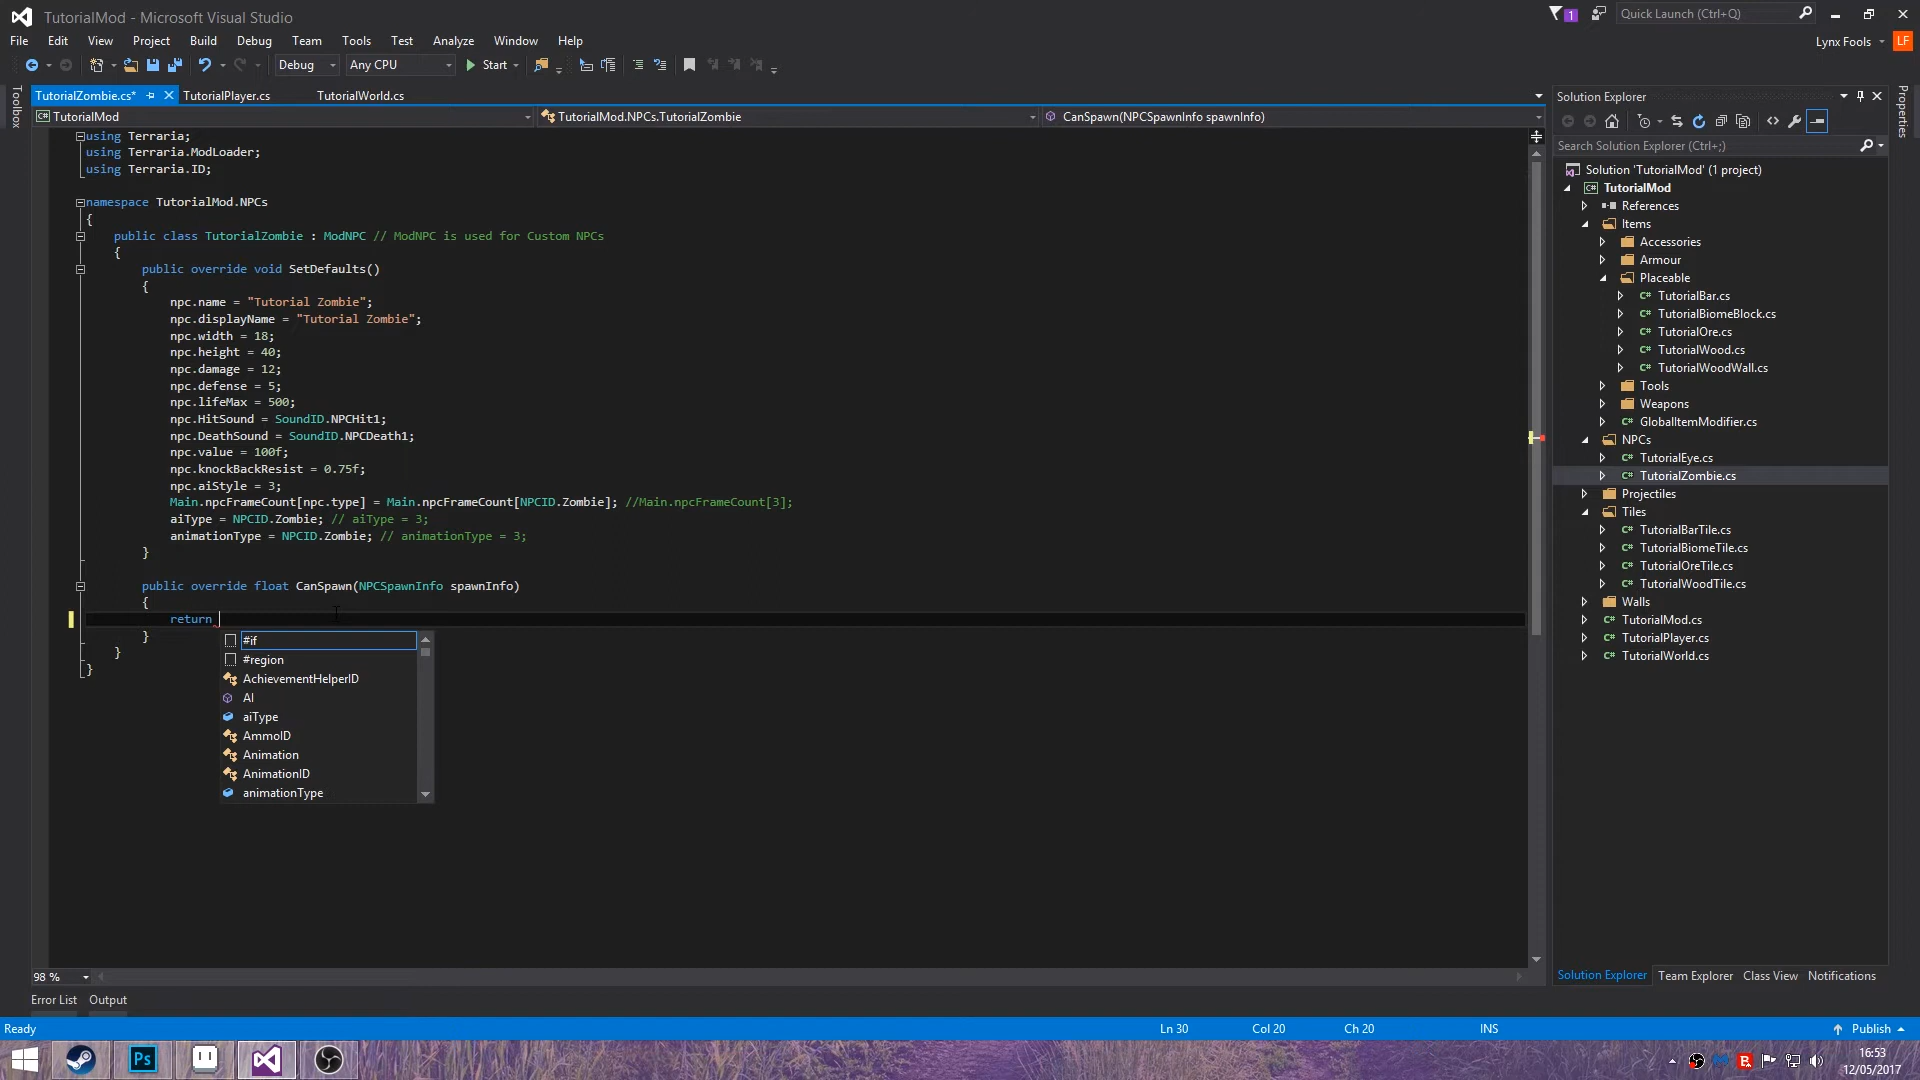 TutorialMod - Microsoft Visual Studio
1
Quick Launch (Ctrl+Q)
File Edit View Project Build Debug Team Tools Test Analyze Window Help
Lynx Fools LF
Debug Any CPU Start
Toolbox
TutorialZombie.cs* TutorialPlayer.cs TutorialWorld.cs
TutorialMod TutorialMod.NPCs.TutorialZombie CanSpawn(NPCSpawnInfo spawnInfo)
using Terraria;
using Terraria.ModLoader;
using Terraria.ID;
namespace TutorialMod.NPCs
{
public class TutorialZombie : ModNPC // ModNPC is used for Custom NPCs
{
public override void SetDefaults()
{
npc.name = "Tutorial Zombie";
npc.displayName = "Tutorial Zombie";
npc.width = 18;
npc.height = 40;
npc.damage = 12;
npc.defense = 5;
npc.lifeMax = 500;
npc.HitSound = SoundID.NPCHit1;
npc.DeathSound = SoundID.NPCDeath1;
npc.value = 100f;
npc.knockBackResist = 0.75f;
npc.aiStyle = 3;
Main.npcFrameCount[npc.type] = Main.npcFrameCount[NPCID.Zombie]; //Main.npcFrameCount[3];
aiType = NPCID.Zombie; // aiType = 3;
animationType = NPCID.Zombie; // animationType = 3;
}
public override float CanSpawn(NPCSpawnInfo spawnInfo)
{
return
}
}
}
#if
#region
AchievementHelperID
AI
aiType
AmmoID
Animation
AnimationID
animationType
98 %
Error List Output
Solution Explorer
Search Solution Explorer (Ctrl+;)
Solution 'TutorialMod' (1 project)
C# TutorialMod
References
Items
Accessories
Armour
Placeable
C# TutorialBar.cs
C# TutorialBiomeBlock.cs
C# TutorialOre.cs
C# TutorialWood.cs
C# TutorialWoodWall.cs
Tools
Weapons
C# GlobalItemModifier.cs
NPCs
C# TutorialEye.cs
C# TutorialZombie.cs
Projectiles
Tiles
C# TutorialBarTile.cs
C# TutorialBiomeTile.cs
C# TutorialOreTile.cs
C# TutorialWoodTile.cs
Walls
C# TutorialMod.cs
C# TutorialPlayer.cs
C# TutorialWorld.cs
Solution Explorer Team Explorer Class View Notifications
Properties
Ready Ln 30 Col 20 Ch 20 INS Publish
Ps
B
16:53
12/05/2017